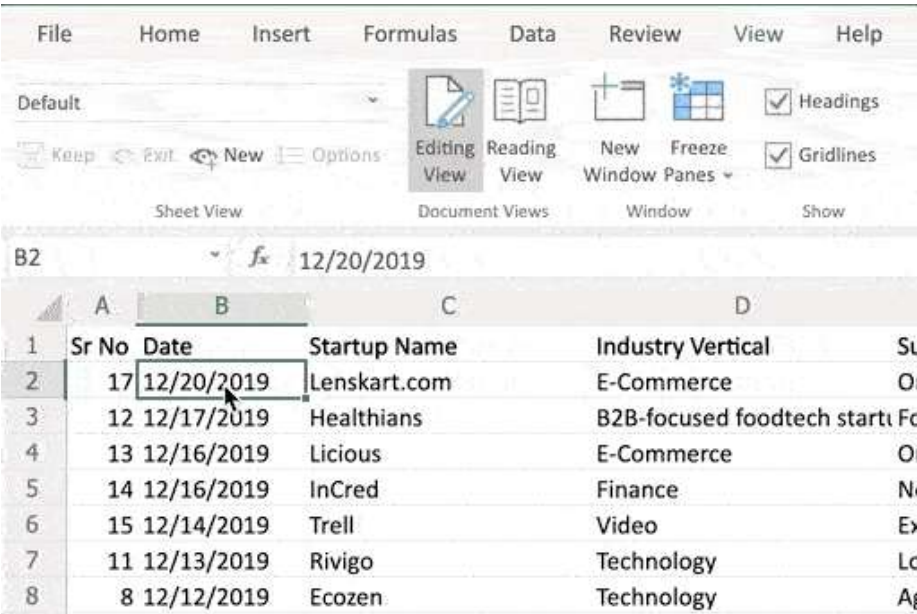 File Home Insert Formulas Data Review View Help
Default
Keep Exit New Options
Editing View
Reading View
New Window
Freeze Panes
Headings
Gridlines
Sheet View Document Views Window Show
B2 fx 12/20/2019
A B C D
1 Sr No Date Startup Name Industry Vertical Su
2 17 12/20/2019 Lenskart.com E-Commerce
3 12 12/17/2019 Healthians B2B-focused foodtech startu Fo
4 13 12/16/2019 Licious E-Commerce
5 14 12/16/2019 InCred Finance
6 15 12/14/2019 Trell Video
7 11 12/13/2019 Rivigo Technology
8 8 12/12/2019 Ecozen Technology